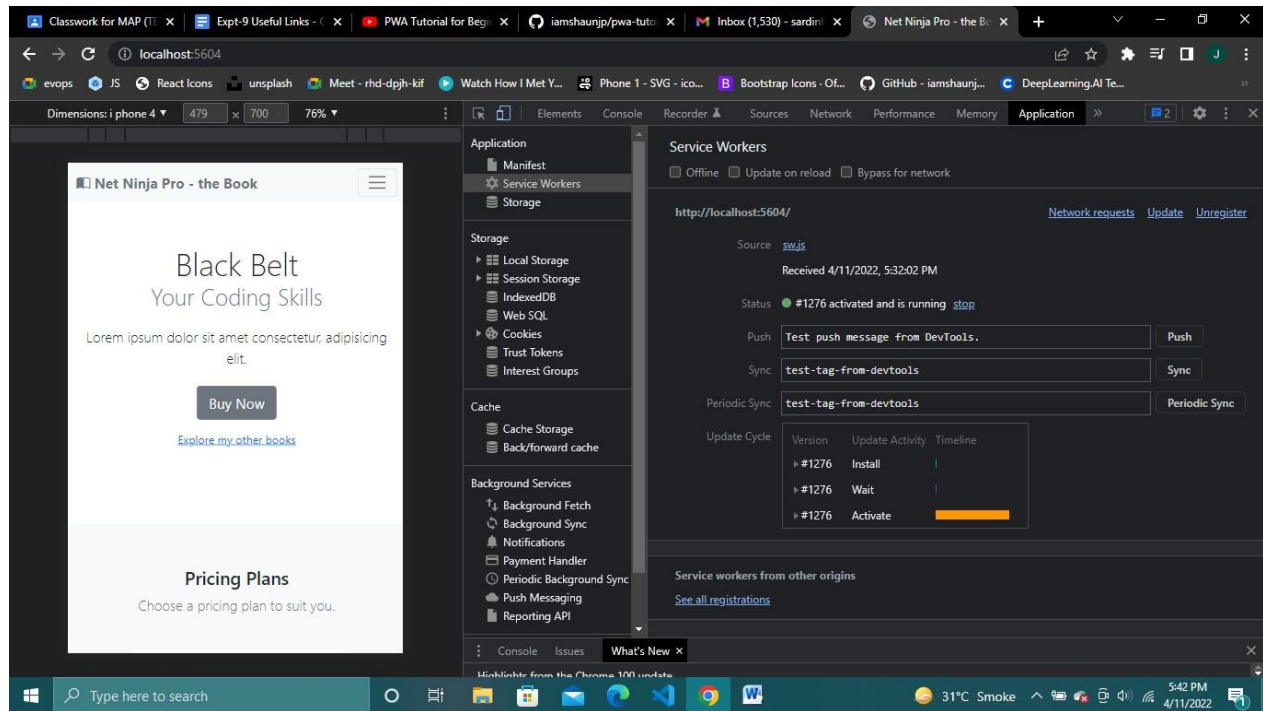 Classwork for MAP (TE
Expt-9 Useful Links - G
PWA Tutorial for Begin
iamshaunjp/pwa-tuto
Inbox (1,530) - sardinh
Net Ninja Pro - the Bo
localhost:5604
evops
JS
React Icons
unsplash
Meet - rhd-dpjh-kif
Watch How I Met Y...
Phone 1 - SVG - ico...
Bootstrap Icons · Of...
GitHub - iamshaunj...
DeepLearning.AI Te...
Dimensions: i phone 4 ▼ 479 x 700 76% ▼
Elements Console Recorder Sources Network Performance Memory Application » 2
Net Ninja Pro - the Book
Black Belt
Your Coding Skills
Lorem ipsum dolor sit amet consectetur, adipisicing
elit.
Buy Now
Explore my other books
Pricing Plans
Choose a pricing plan to suit you.
Application
Manifest
Service Workers
Storage
Storage
Local Storage
Session Storage
IndexedDB
Web SQL
Cookies
Trust Tokens
Interest Groups
Cache
Cache Storage
Back/forward cache
Background Services
Background Fetch
Background Sync
Notifications
Payment Handler
Periodic Background Sync
Push Messaging
Reporting API
Service Workers
Offline Update on reload Bypass for network
http://localhost:5604/ Network requests Update Unregister
Source sw.js
Received 4/11/2022, 5:32:02 PM
Status #1276 activated and is running stop
Push Test push message from DevTools. Push
Sync test-tag-from-devtools Sync
Periodic Sync test-tag-from-devtools Periodic Sync
Update Cycle Version Update Activity Timeline
#1276 Install
#1276 Wait
#1276 Activate
Service workers from other origins
See all registrations
Console Issues What's New ×
Highlights from the Chrome 100 update
Type here to search
31°C Smoke
5:42 PM
4/11/2022